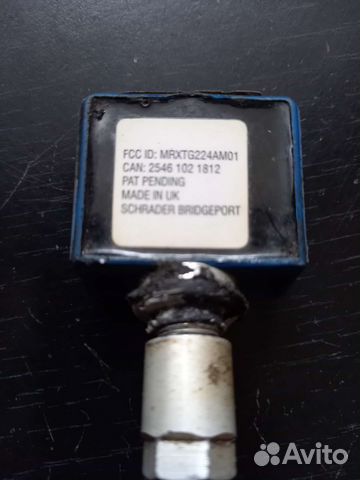 FCC ID: MRXTG224AM01
CAN: 2546 102 1812
PAT PENDING
MADE IN UK
SCHRADER BRIDGEPORT
Avito